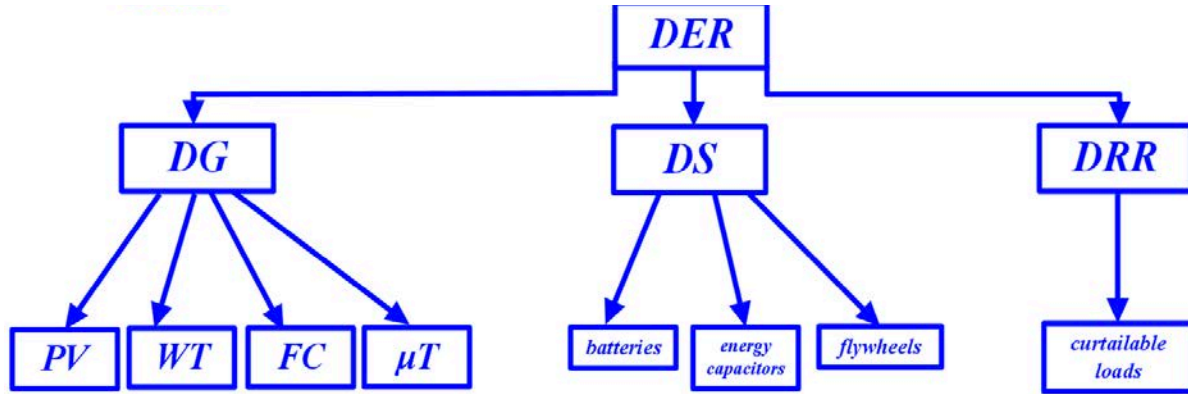 DER
DG
DS
DRR
PV
WT
FC
μT
batteries
energy
capacitors
flywheels
curtailable
loads